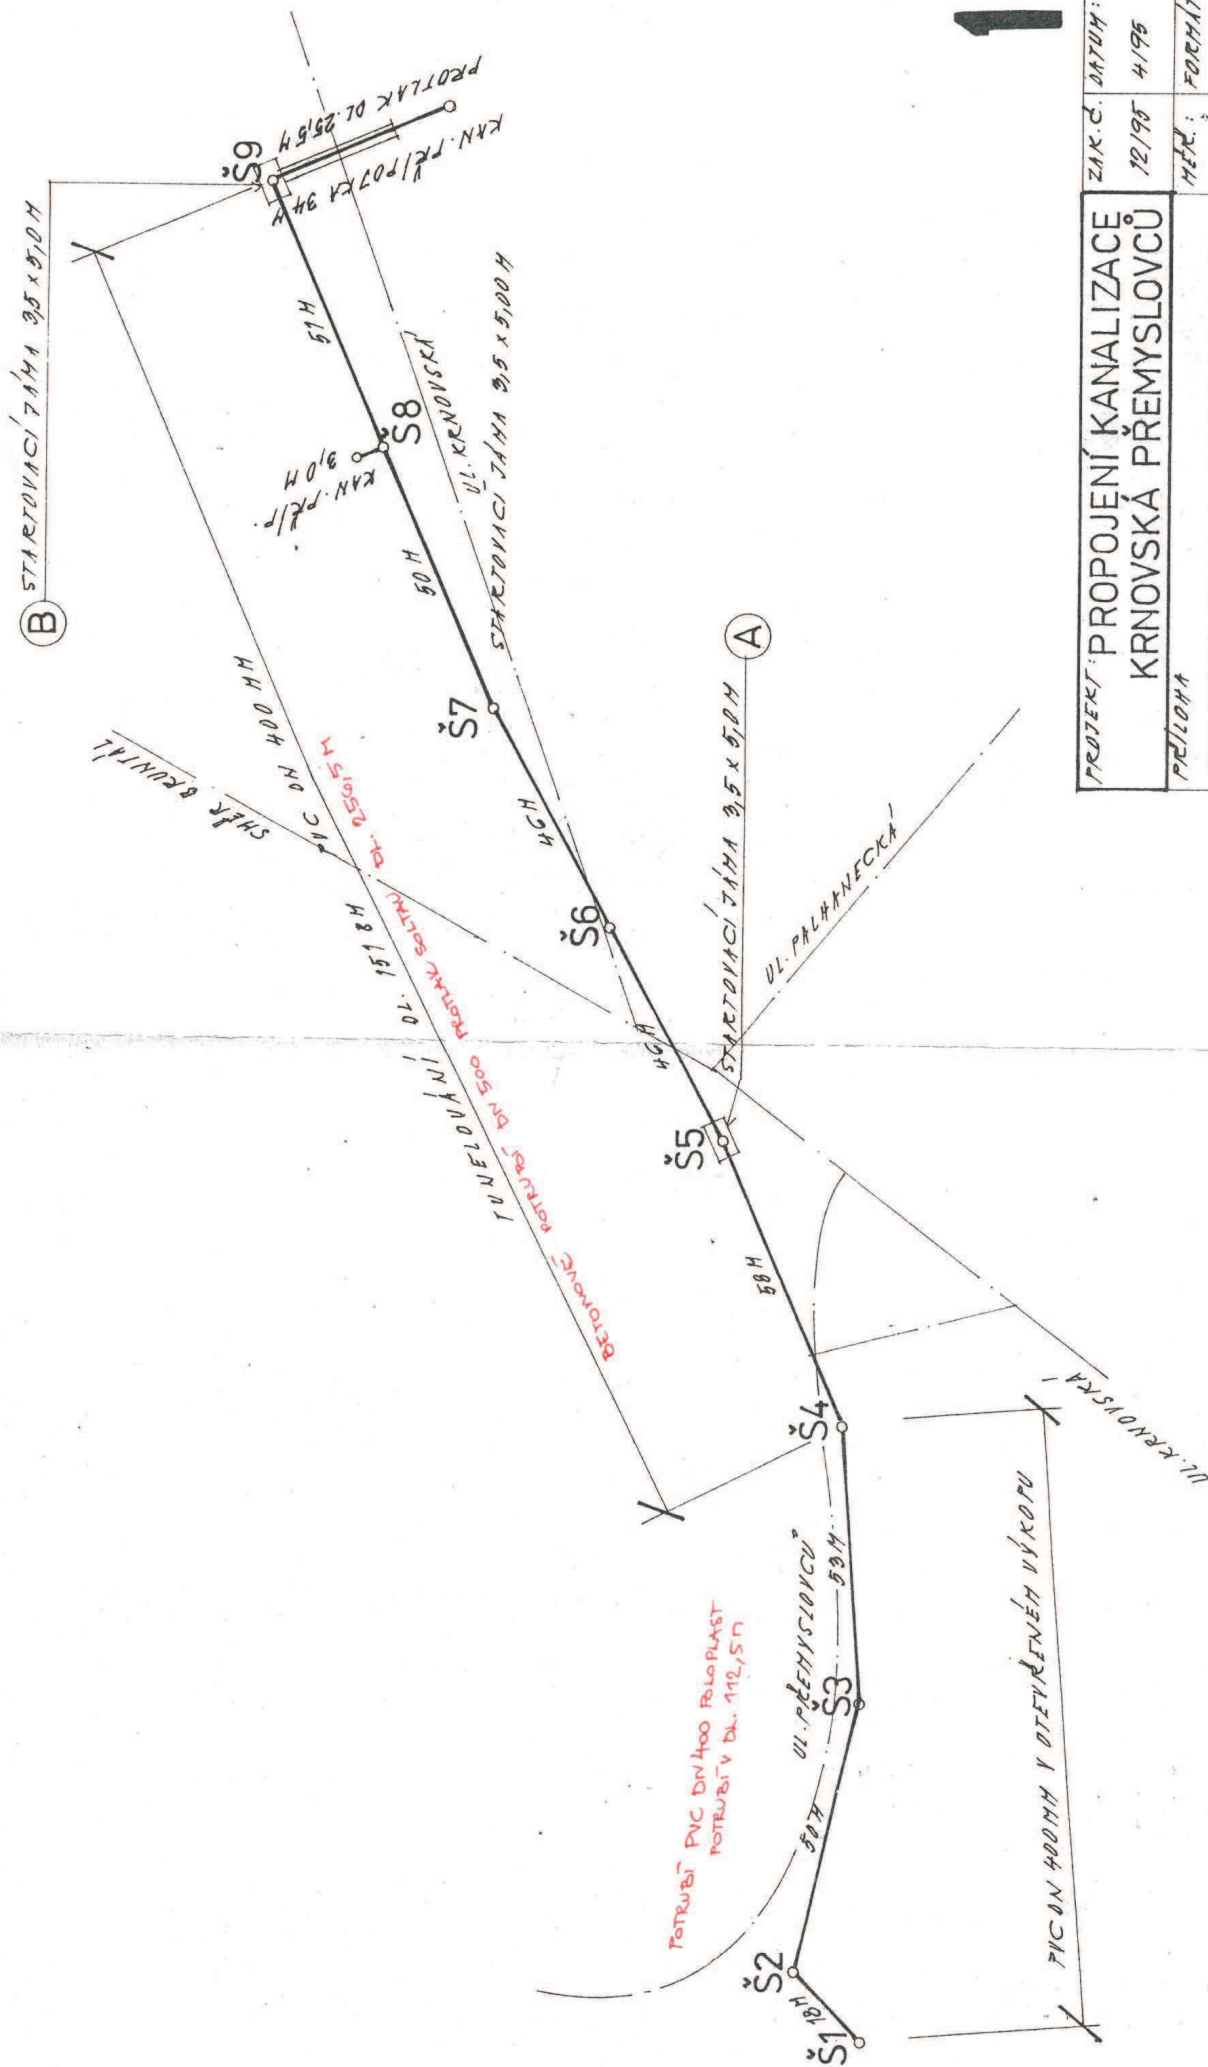 B
STARTOVACÍ JÁMA 3,5 x 5,0 M
Š9
PROTLAK DL. 25,5 M
KAN. PŘÍPOJKA 34 M
51 M
Š8
KAN. PŘÍP.
3,0 M
UL. KRNOVSKÁ
STARTOVACÍ JÁMA 3,5 x 5,00 M
50 M
Š7
SMĚR BRUNTÁL
PVC DN 400 MM
TUNELOVÁNÍ DL.
BETONOVÉ POTRUBÍ DN 500 PROTLAK SOLTAU DL. 256,5 M
46 M
Š6
46 M
A
STARTOVACÍ JÁMA 3,5 x 5,0 M
UL. PALHANECKÁ
Š5
58 M
Š4
UL. KRNOVSKÁ
UL. PŘEMYSLOVCŮ
53 M
Š3
POTRUBÍ PVC DN 400 POLOPLAST
POTRUBÍ V DL. 112,5 M
50 M
Š2
18 M
Š1
PVC DN 400 MM V OTEVŘENÉM VÝKOPU
1
PROJEKT: PROPOJENÍ KANALIZACE
KRNOVSKÁ PŘEMYSLOVCŮ
ZAK. Č. DATUM:
12/95 4/95
PŘÍLOHA
MĚŘ.: FORMÁT